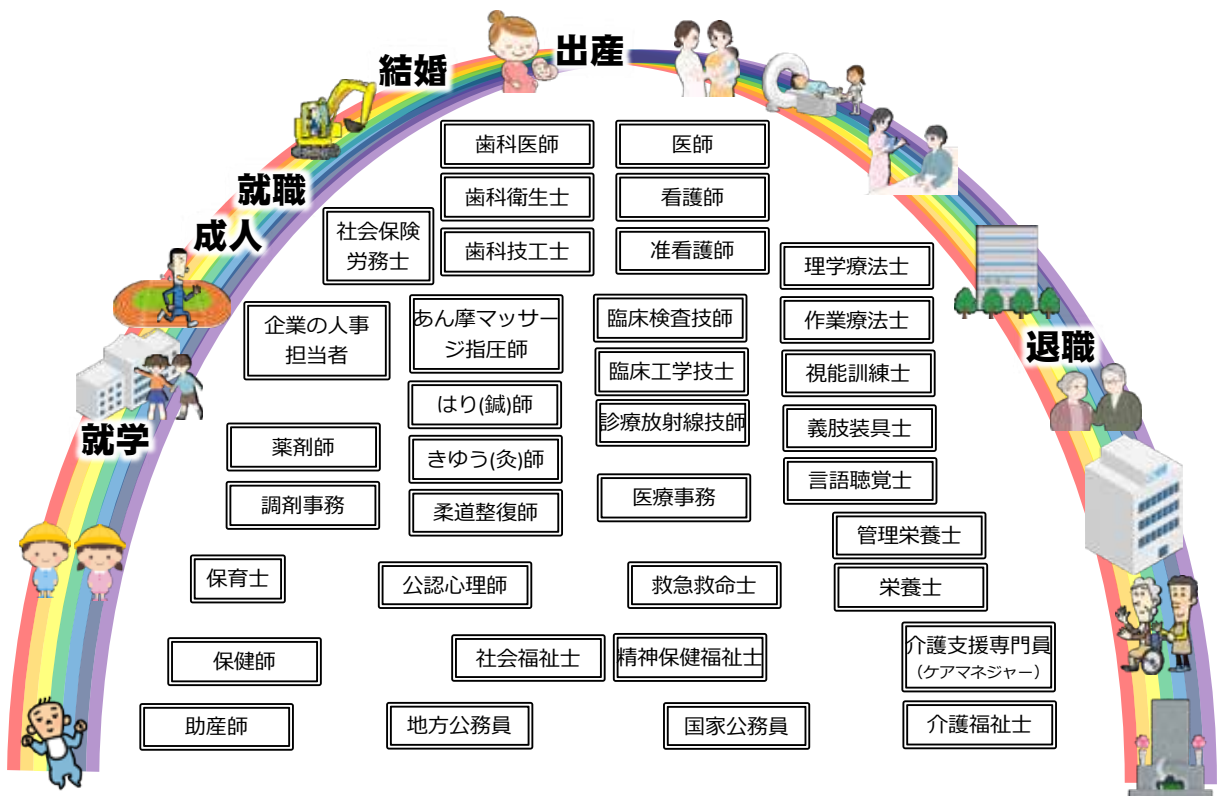 出産
結婚
就職
成人
就学
退職
歯科医師
医師
歯科衛生士
看護師
社会保険
労務士
歯科技工士
准看護師
理学療法士
企業の人事
担当者
あん摩マッサー
ジ指圧師
臨床検査技師
作業療法士
臨床工学技士
視能訓練士
はり(鍼)師
診療放射線技師
義肢装具士
薬剤師
きゆう(灸)師
言語聴覚士
調剤事務
柔道整復師
医療事務
管理栄養士
保育士
公認心理師
救急救命士
栄養士
保健師
社会福祉士
精神保健福祉士
介護支援専門員
（ケアマネジャー）
助産師
地方公務員
国家公務員
介護福祉士